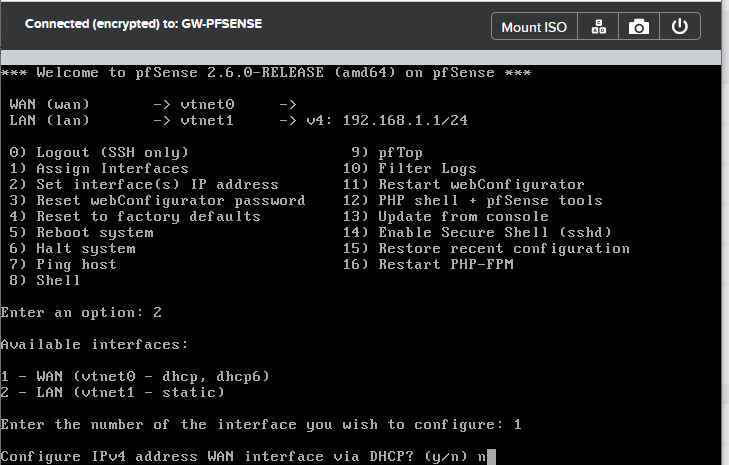 Connected (encrypted) to: GW-PFSENSE
Mount ISO
*** Welcome to pfSense 2.6.0-RELEASE (amd64) on pfSense ***
WAN (wan) -> vtnet0 ->
LAN (lan) -> vtnet1 -> v4: 192.168.1.1/24
0) Logout (SSH only) 9) pfTop
1) Assign Interfaces 10) Filter Logs
2) Set interface(s) IP address 11) Restart webConfigurator
3) Reset webConfigurator password 12) PHP shell + pfSense tools
4) Reset to factory defaults 13) Update from console
5) Reboot system 14) Enable Secure Shell (sshd)
6) Halt system 15) Restore recent configuration
7) Ping host 16) Restart PHP-FPM
8) Shell
Enter an option: 2
Available interfaces:
1 - WAN (vtnet0 - dhcp, dhcp6)
2 - LAN (vtnet1 - static)
Enter the number of the interface you wish to configure: 1
Configure IPv4 address WAN interface via DHCP? (y/n) n